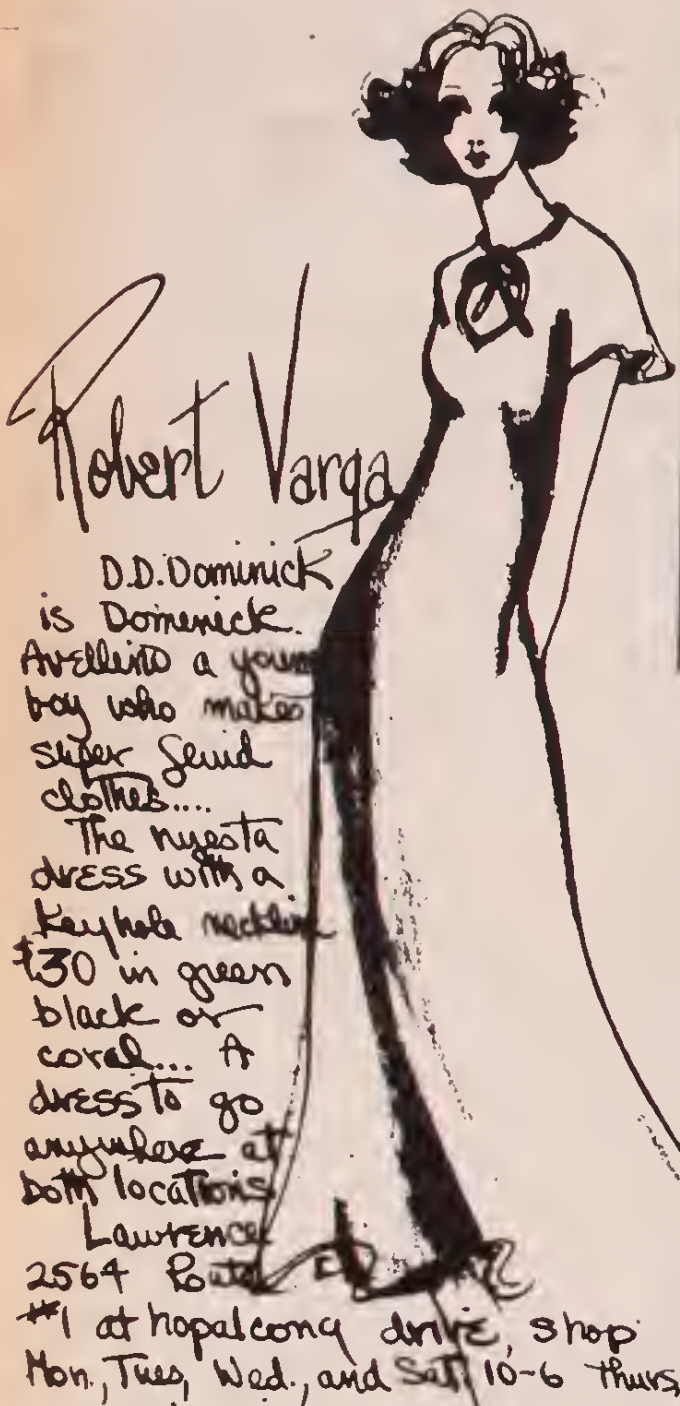 Robert Varga
D.D. Dominick
is Domenick
Avellino a young
boy who makes
super
clothes....
The nyesta
dress with a
Keyhole neckline
$30 in green
black or
coral... A
dress to go
anywhere at
both locations
Lawrence
2564 Route
#1 at hopalcong drive, shop
Mon., Tues, Wed., and Sat. 10-6 thurs,